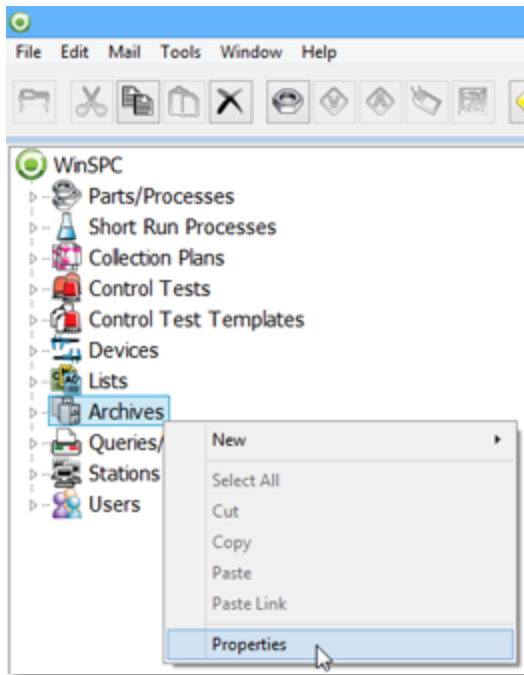 File Edit Mail Tools Window Help
WinSPC
Parts/Processes
Short Run Processes
Collection Plans
Control Tests
Control Test Templates
Devices
Lists
Archives
Queries/
Stations
Users
New
Select All
Cut
Copy
Paste
Paste Link
Properties